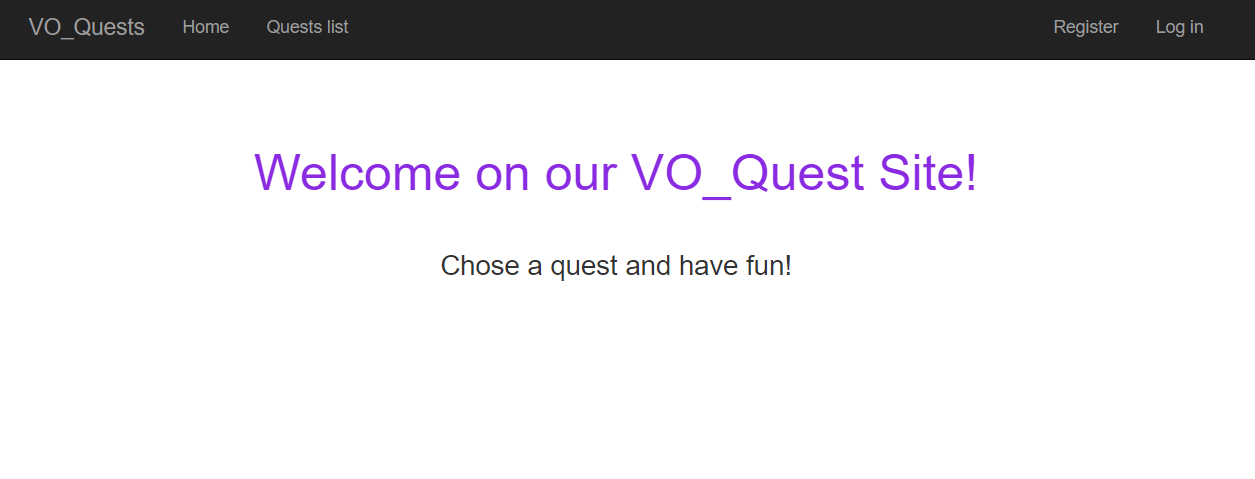 VO_Quests Home Quests list Register Log in
Welcome on our VO_Quest Site!
Chose a quest and have fun!